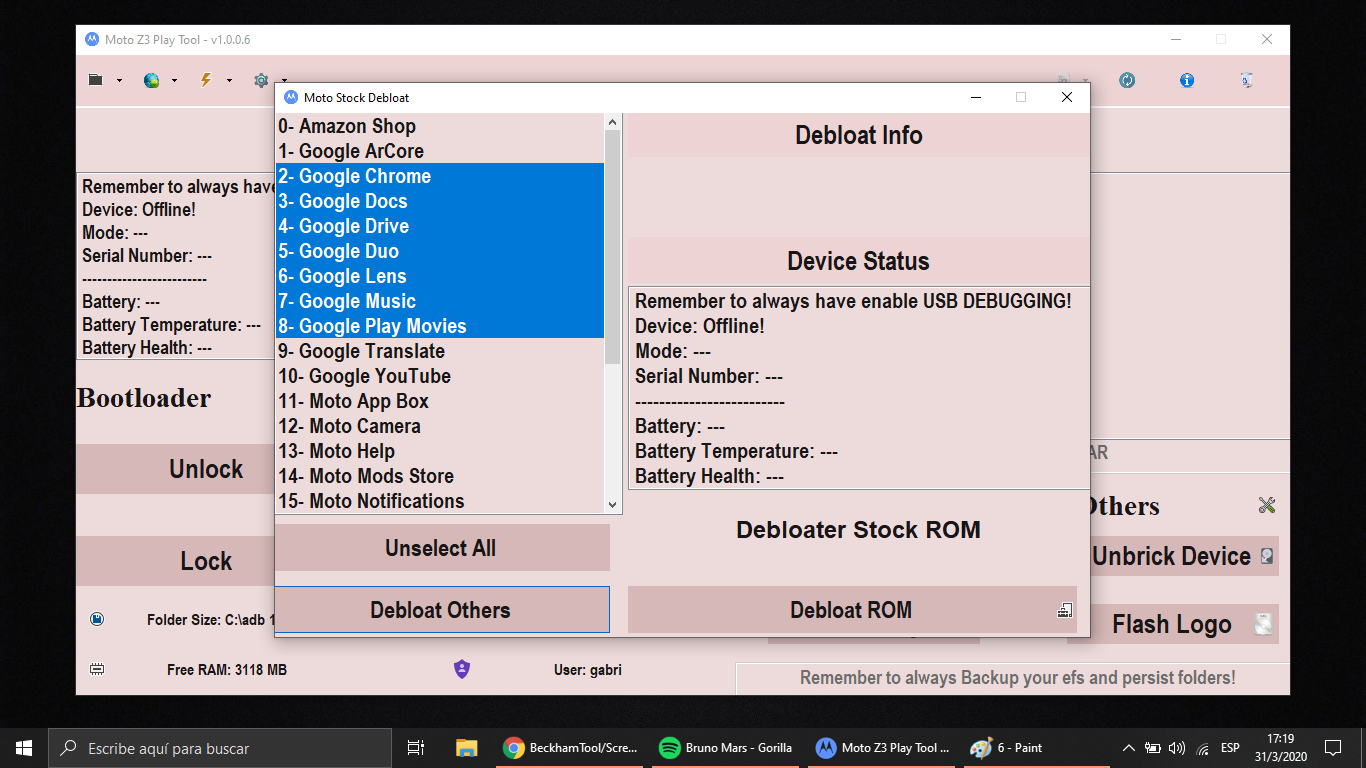 Moto Z3 Play Tool - v1.0.0.6
Moto Stock Debloat
0- Amazon Shop
1- Google ArCore
2- Google Chrome
3- Google Docs
4- Google Drive
5- Google Duo
6- Google Lens
7- Google Music
8- Google Play Movies
9- Google Translate
10- Google YouTube
11- Moto App Box
12- Moto Camera
13- Moto Help
14- Moto Mods Store
15- Moto Notifications
Unselect All
Debloat Others
Debloat Info
Device Status
Remember to always have enable USB DEBUGGING!
Device: Offline!
Mode: ---
Serial Number: ---
-------------------------
Battery: ---
Battery Temperature: ---
Battery Health: ---
Debloater Stock ROM
Debloat ROM
Remember to always have
Device: Offline!
Mode: ---
Serial Number: ---
-------------------------
Battery: ---
Battery Temperature: ---
Battery Health: ---
Bootloader
Unlock
Lock
AR
Others
Unbrick Device
Flash Logo
Folder Size: C:\adb 1
Free RAM: 3118 MB
User: gabri
Remember to always Backup your efs and persist folders!
Escribe aquí para buscar
BeckhamTool/Scre...
Bruno Mars - Gorilla
Moto Z3 Play Tool ...
6 - Paint
ESP
17:19
31/3/2020